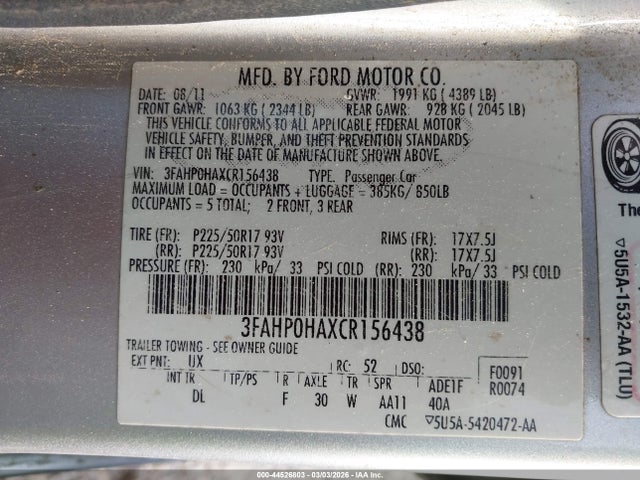 MFD. BY FORD MOTOR CO.
DATE: 08/11 GVWR: 1991 KG ( 4389 LB)
FRONT GAWR: 1063 KG ( 2344 LB) REAR GAWR: 928 KG ( 2045 LB)
THIS VEHICLE CONFORMS TO ALL APPLICABLE FEDERAL MOTOR
VEHICLE SAFETY, BUMPER, AND THEFT PREVENTION STANDARDS
IN EFFECT ON THE DATE OF MANUFACTURE SHOWN ABOVE.
VIN: 3FAHP0HAXCR156438 TYPE: Passenger Car
MAXIMUM LOAD = OCCUPANTS + LUGGAGE = 385KG/ 850LB
OCCUPANTS = 5 TOTAL; 2 FRONT, 3 REAR
TIRE (FR): P225/50R17 93V RIMS (FR): 17X7.5J
(RR): P225/50R17 93V (RR): 17X7.5J
PRESSURE (FR): 230 kPa/ 33 PSI COLD (RR): 230 kPa/ 33 PSI COLD
3FAHP0HAXCR156438
TRAILER TOWING - SEE OWNER GUIDE
EXT PNT: UX RC: 52 DSO: F0091
R0074
INT TR TP/PS R AXLE TR SPR ADE1F
DL F 30 W AA11 40A
CMC ▽5U5A-5420472-AA
The
▽5U5A-1532-AA (TLU)
000-44526803 - 03/03/2026 - IAA Inc.